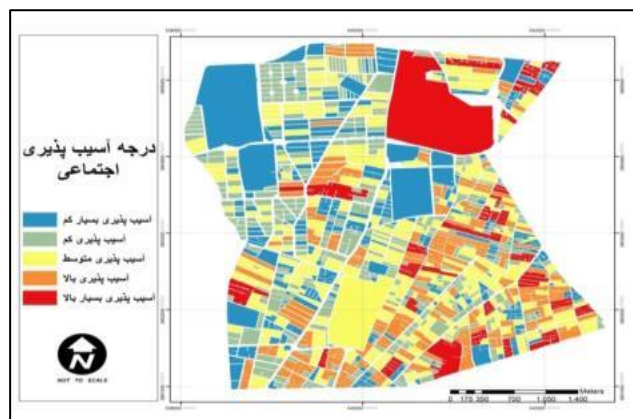 درجه آسیب پذیری
اجتماعی
آسیب پذیری بسیار کم
آسیب پذیری کم
آسیب پذیری متوسط
آسیب پذیری بالا
آسیب پذیری بسیار بالا
N
NOT TO SCALE
Meters
0 175 350 700 1,050 1,400